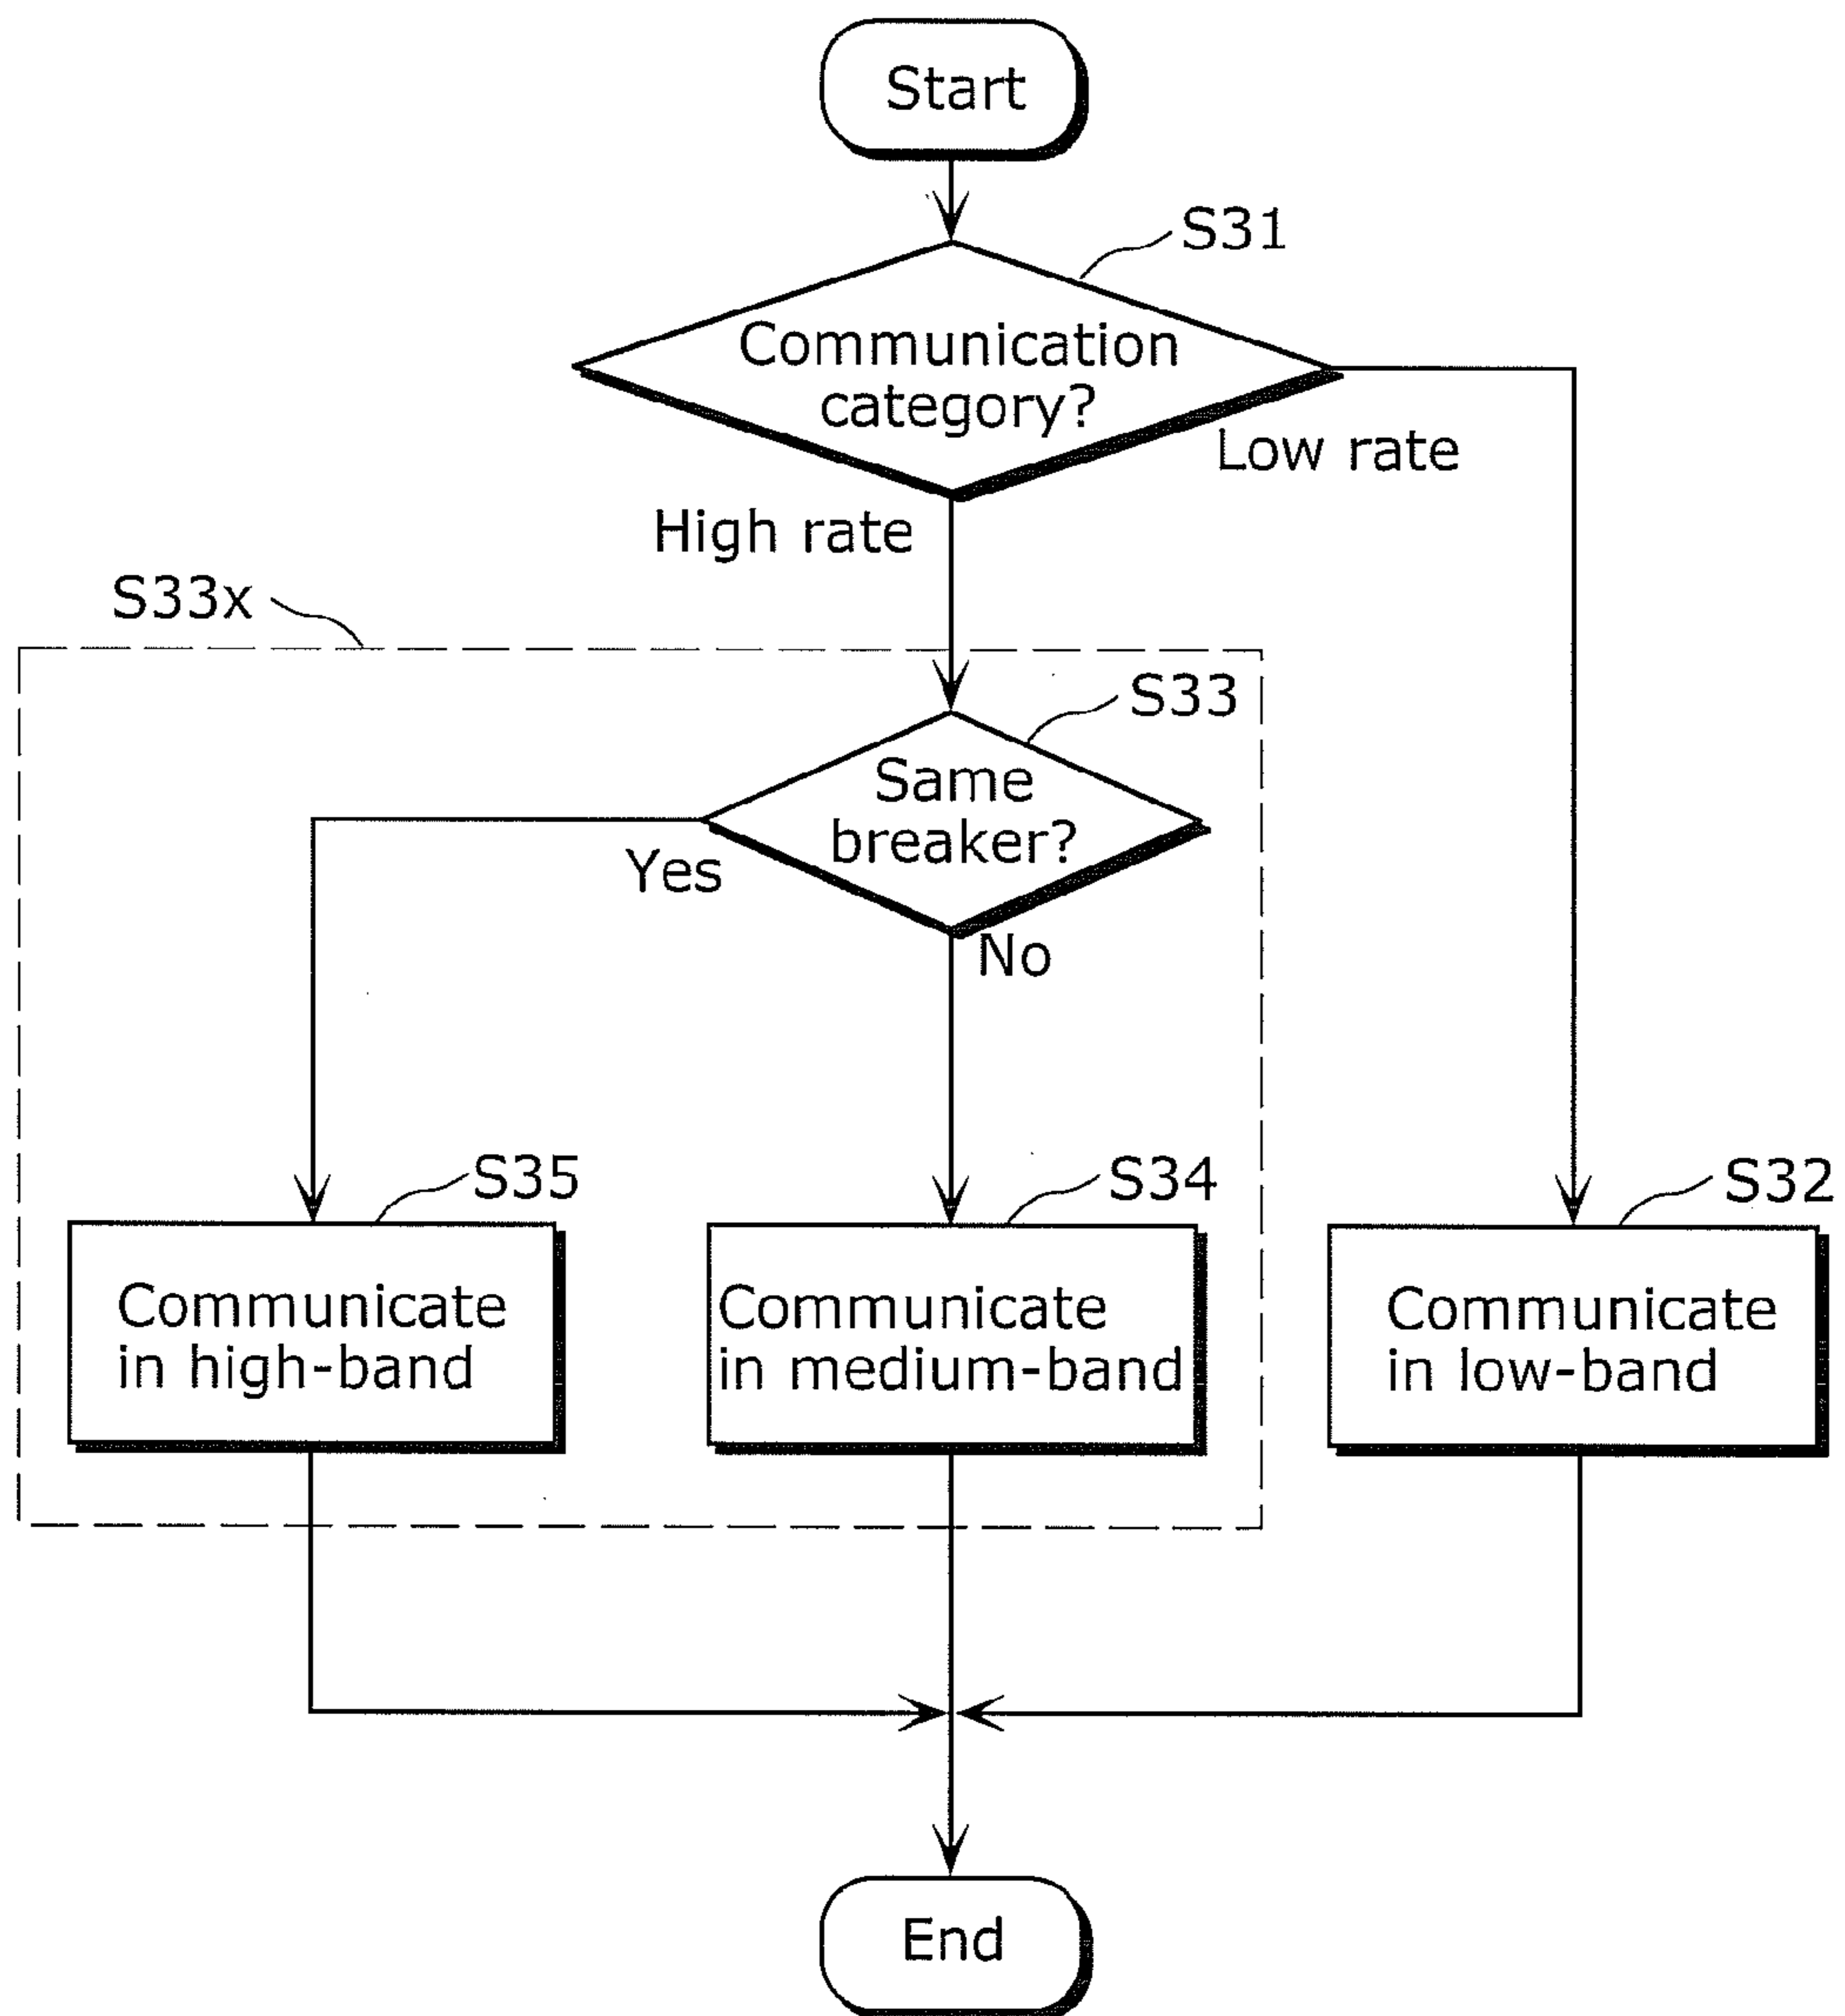 Start
S31
Communication
category?
Low rate
High rate
S33x
S33
Same
breaker?
Yes
No
S35
S34
S32
Communicate
in high-band
Communicate
in medium-band
Communicate
in low-band
End